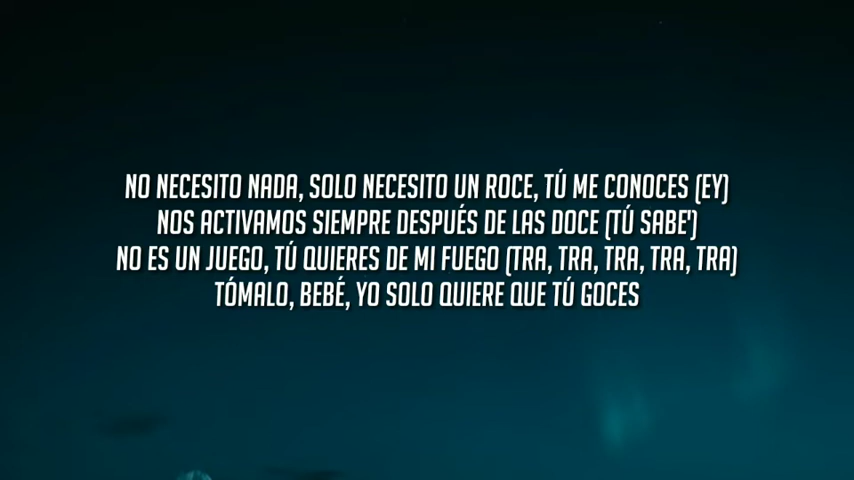 NO NECESITO NADA, SOLO NECESITO UN ROCE, TÚ ME CONOCES (EY)
NOS ACTIVAMOS SIEMPRE DESPUÉS DE LAS DOCE (TÚ SABE')
NO ES UN JUEGO, TÚ QUIERES DE MI FUEGO (TRA, TRA, TRA, TRA, TRA)
TÓMALO, BEBÉ, YO SOLO QUIERE QUE TÚ GOCES